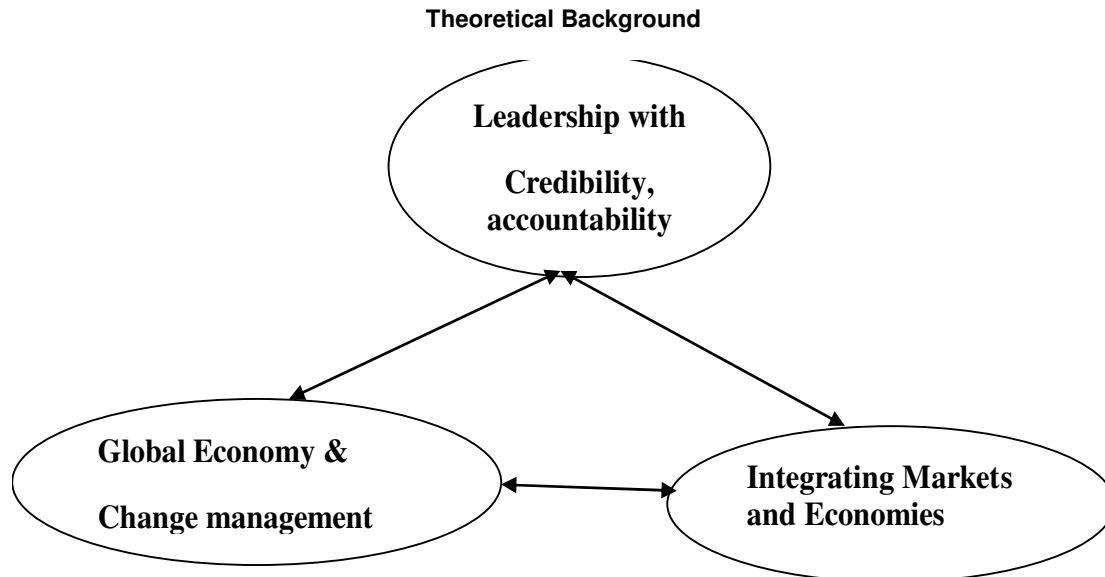 Theoretical Background
Leadership with
Credibility,
accountability
Global Economy &
Change management
Integrating Markets
and Economies